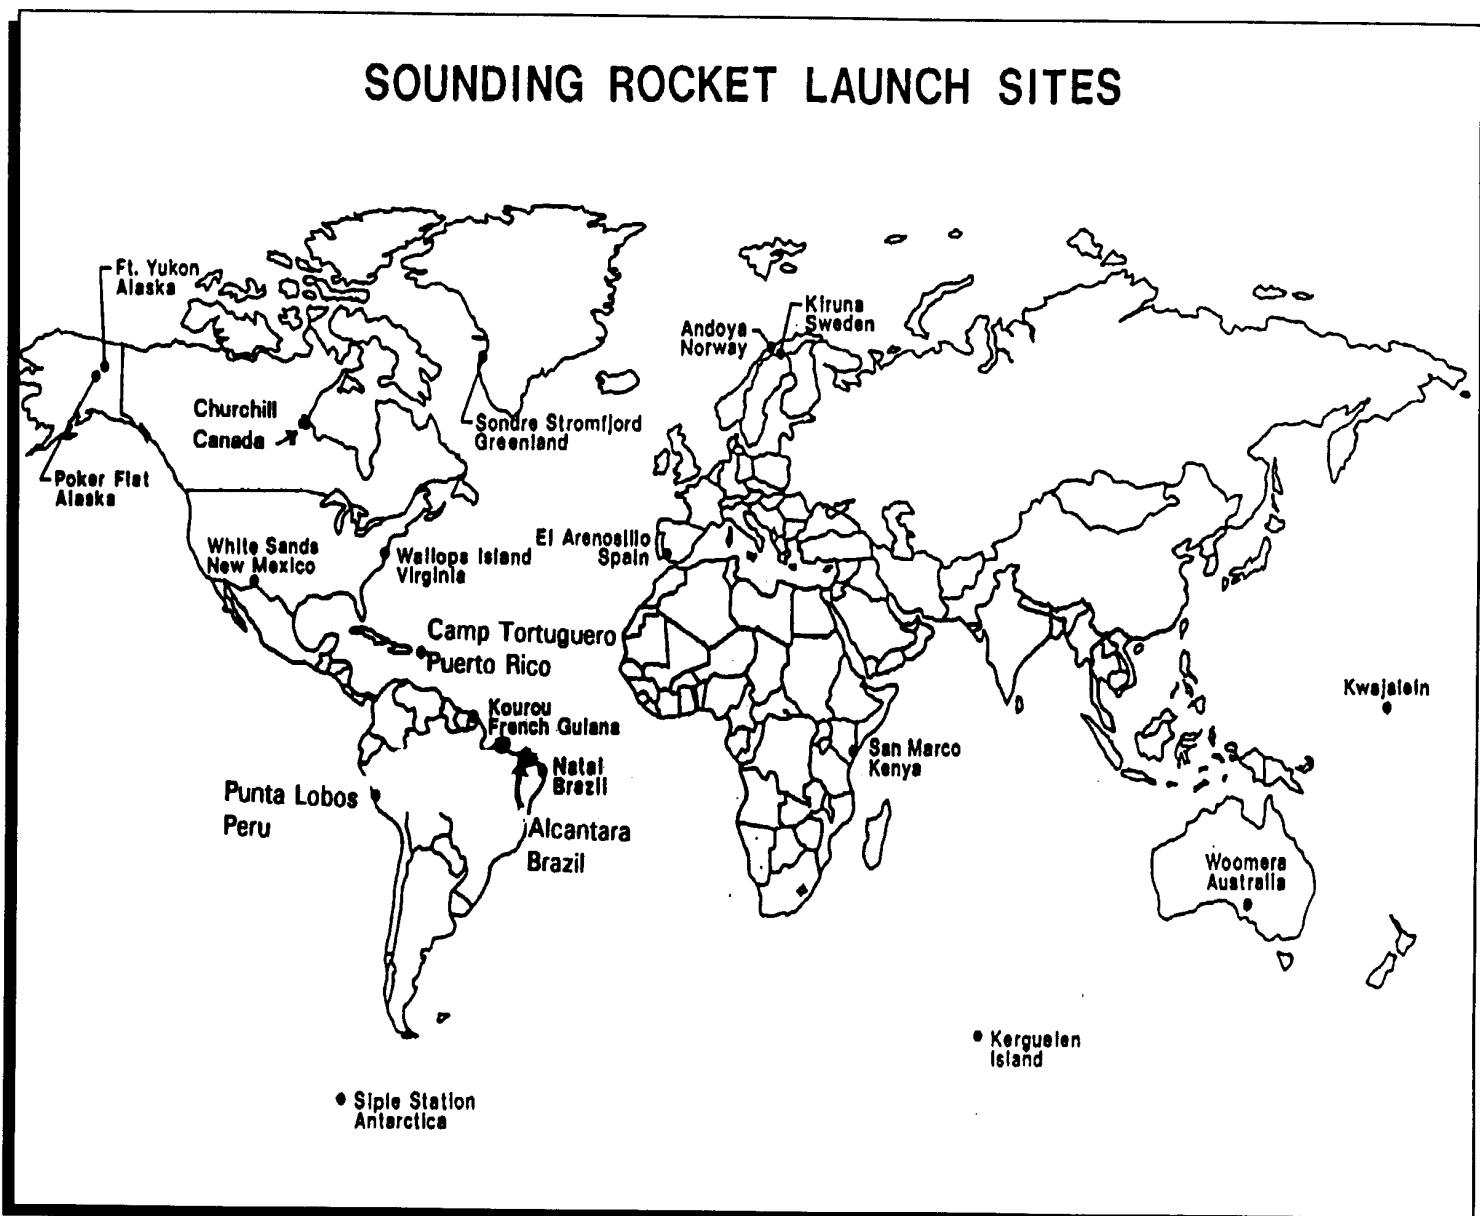 SOUNDING ROCKET LAUNCH SITES
Ft. Yukon
Alaska
Kiruna
Sweden
Andoya
Norway
Churchill
Canada
Sondre Stromfjord
Greenland
Poker Flat
Alaska
White Sands
New Mexico
Wallops Island
Virginia
El Arenosillo
Spain
Camp Tortuguero
Puerto Rico
Kwajalein
Kourou
French Guiana
San Marco
Kenya
Natal
Brazil
Punta Lobos
Peru
Alcantara
Brazil
Woomera
Australia
Kerguelen
Island
Siple Station
Antarctica